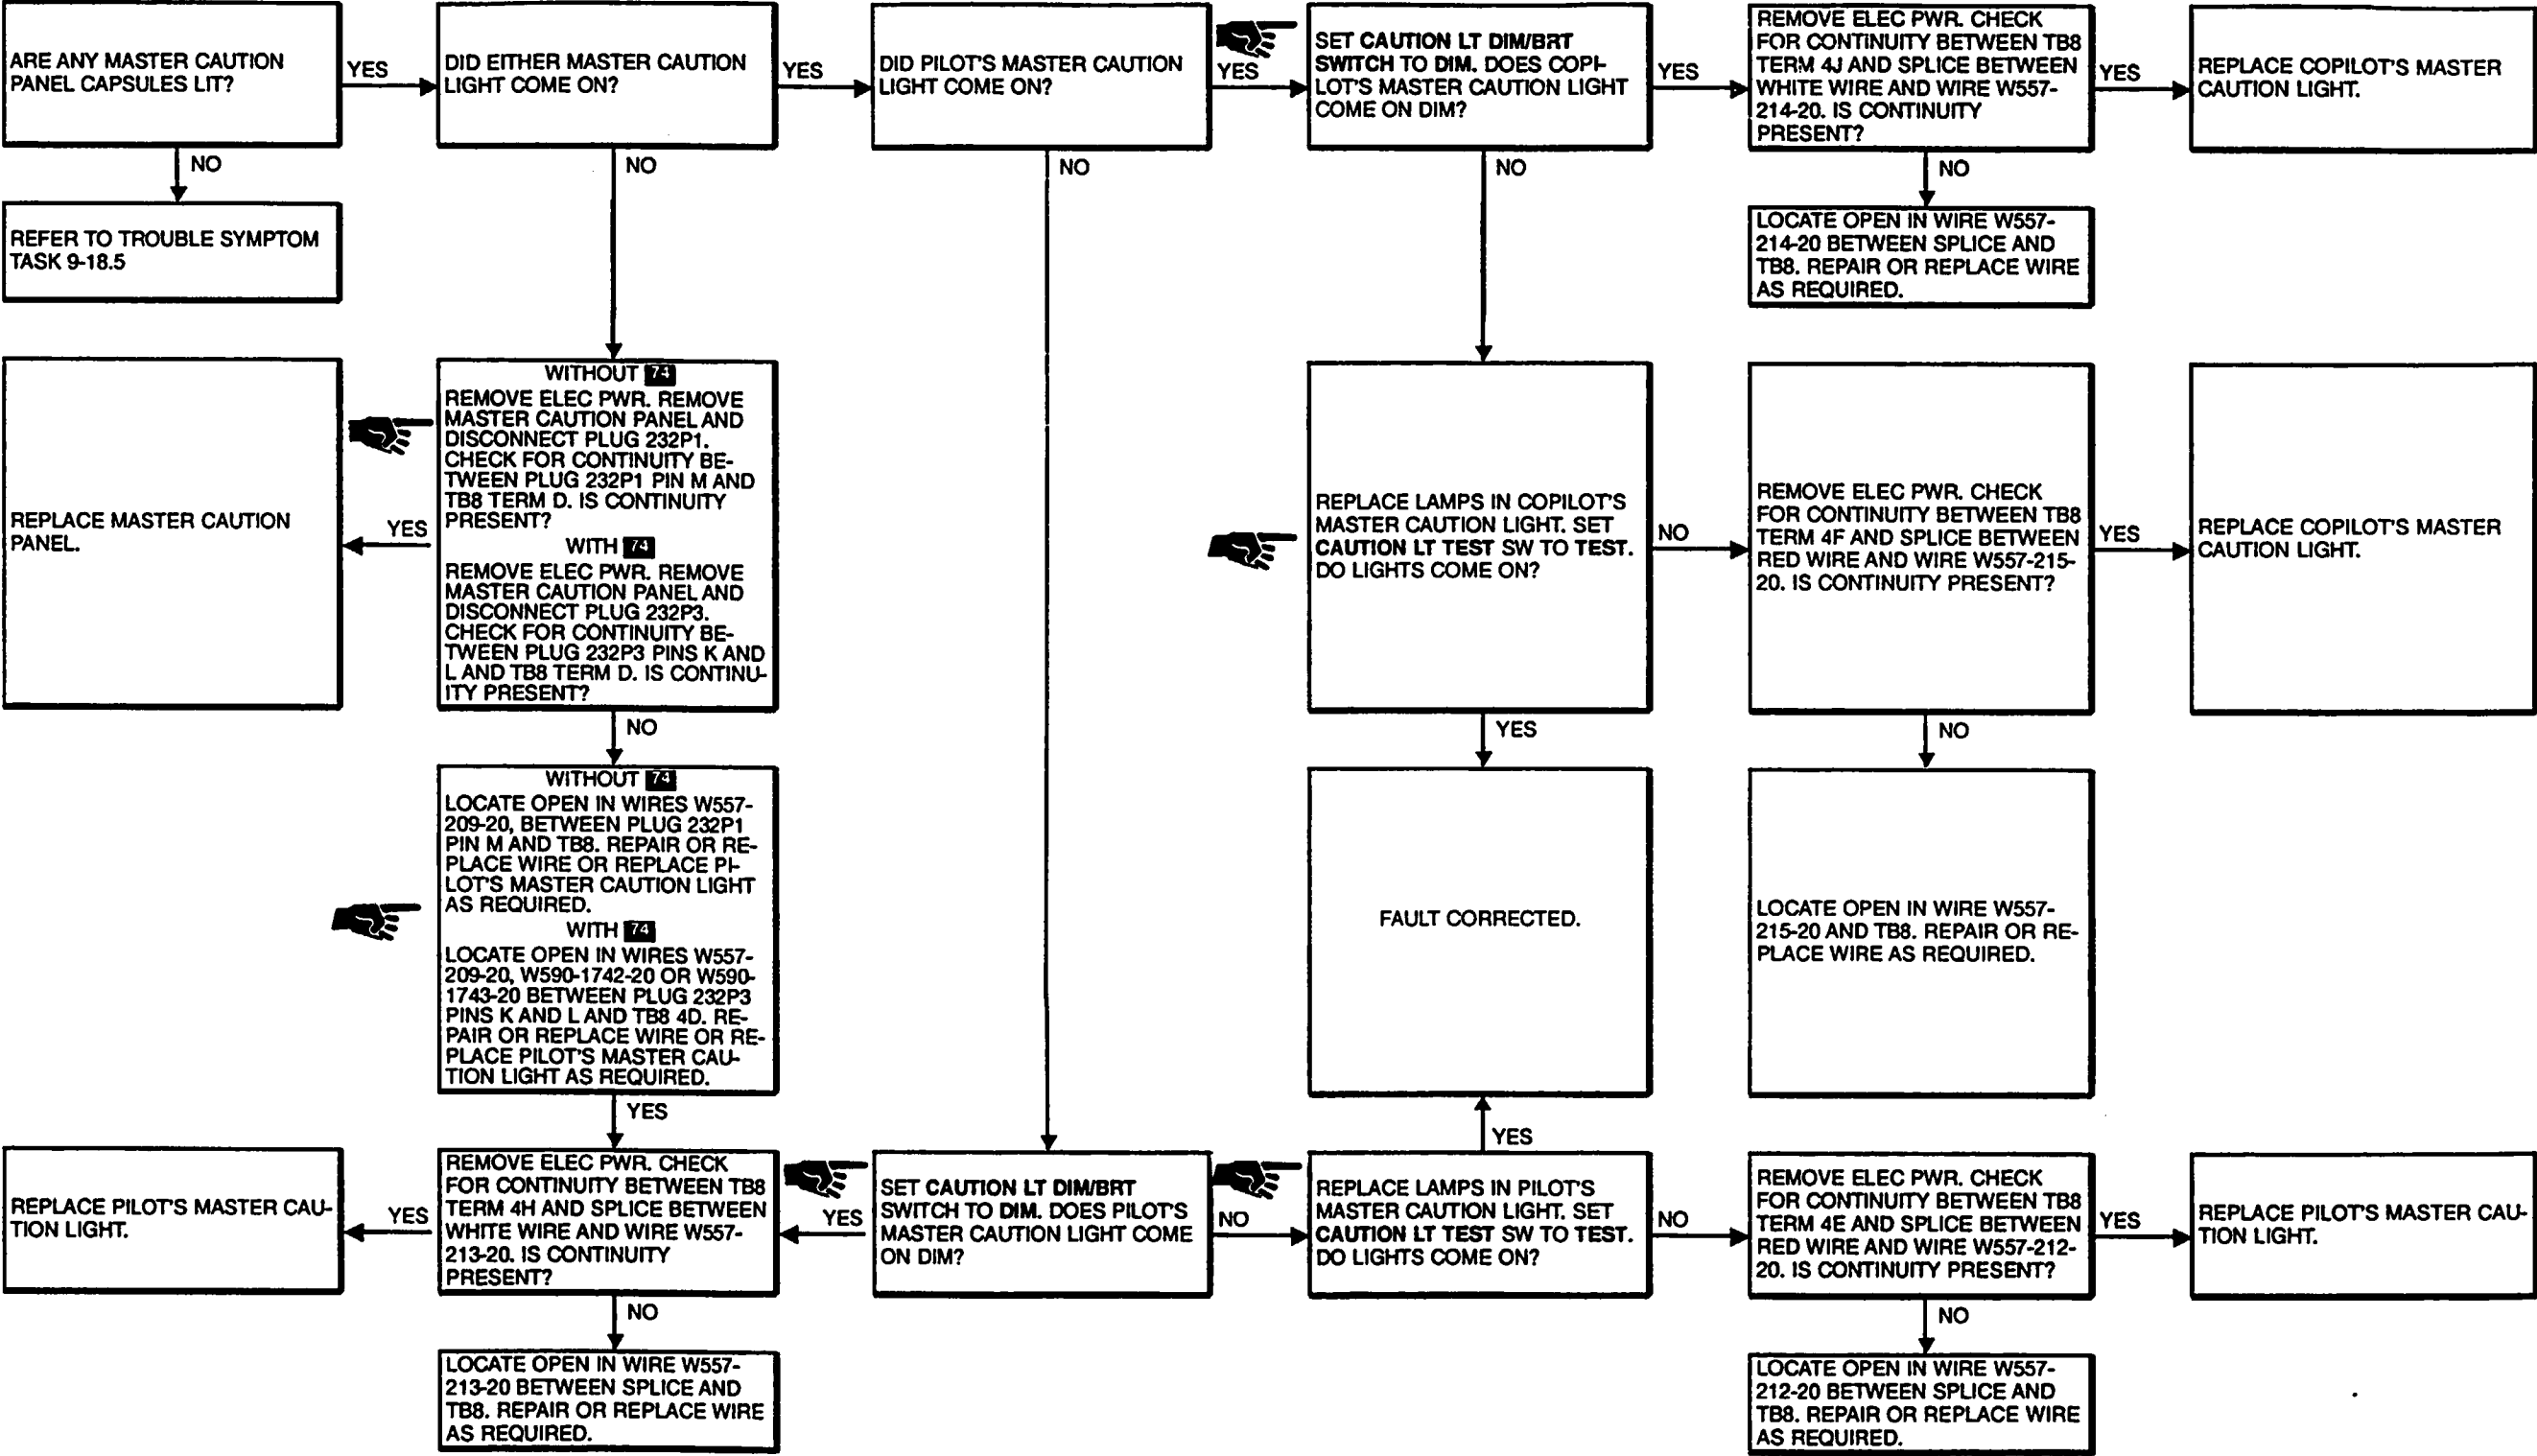 ARE ANY MASTER CAUTION
PANEL CAPSULES LIT?
YES
NO
DID EITHER MASTER CAUTION
LIGHT COME ON?
YES
NO
DID PILOT'S MASTER CAUTION
LIGHT COME ON?
YES
NO
SET CAUTION LT DIM/BRT
SWITCH TO DIM. DOES COPI-
LOT'S MASTER CAUTION LIGHT
COME ON DIM?
YES
NO
REMOVE ELEC PWR. CHECK
FOR CONTINUITY BETWEEN TB8
TERM 4J AND SPLICE BETWEEN
WHITE WIRE AND WIRE W557-
214-20. IS CONTINUITY
PRESENT?
YES
NO
REPLACE COPILOT'S MASTER
CAUTION LIGHT.
REFER TO TROUBLE SYMPTOM
TASK 9-18.5
LOCATE OPEN IN WIRE W557-
214-20 BETWEEN SPLICE AND
TB8. REPAIR OR REPLACE WIRE
AS REQUIRED.
REPLACE MASTER CAUTION
PANEL.
YES
WITHOUT 74
REMOVE ELEC PWR. REMOVE
MASTER CAUTION PANEL AND
DISCONNECT PLUG 232P1.
CHECK FOR CONTINUITY BE-
TWEEN PLUG 232P1 PIN M AND
TB8 TERM D. IS CONTINUITY
PRESENT?
WITH 74
REMOVE ELEC PWR. REMOVE
MASTER CAUTION PANEL AND
DISCONNECT PLUG 232P3.
CHECK FOR CONTINUITY BE-
TWEEN PLUG 232P3 PINS K AND
L AND TB8 TERM D. IS CONTINU-
ITY PRESENT?
NO
REPLACE LAMPS IN COPILOT'S
MASTER CAUTION LIGHT. SET
CAUTION LT TEST SW TO TEST.
DO LIGHTS COME ON?
NO
YES
REMOVE ELEC PWR. CHECK
FOR CONTINUITY BETWEEN TB8
TERM 4F AND SPLICE BETWEEN
RED WIRE AND WIRE W557-215-
20. IS CONTINUITY PRESENT?
YES
NO
REPLACE COPILOT'S MASTER
CAUTION LIGHT.
WITHOUT 74
LOCATE OPEN IN WIRES W557-
209-20, BETWEEN PLUG 232P1
PIN M AND TB8. REPAIR OR RE-
PLACE WIRE OR REPLACE PI-
LOT'S MASTER CAUTION LIGHT
AS REQUIRED.
WITH 74
LOCATE OPEN IN WIRES W557-
209-20, W590-1742-20 OR W590-
1743-20 BETWEEN PLUG 232P3
PINS K AND L AND TB8 4D. RE-
PAIR OR REPLACE WIRE OR RE-
PLACE PILOT'S MASTER CAU-
TION LIGHT AS REQUIRED.
YES
FAULT CORRECTED.
YES
LOCATE OPEN IN WIRE W557-
215-20 AND TB8. REPAIR OR RE-
PLACE WIRE AS REQUIRED.
REPLACE PILOT'S MASTER CAU-
TION LIGHT.
YES
REMOVE ELEC PWR. CHECK
FOR CONTINUITY BETWEEN TB8
TERM 4H AND SPLICE BETWEEN
WHITE WIRE AND WIRE W557-
213-20. IS CONTINUITY
PRESENT?
NO
YES
SET CAUTION LT DIM/BRT
SWITCH TO DIM. DOES PILOT'S
MASTER CAUTION LIGHT COME
ON DIM?
NO
REPLACE LAMPS IN PILOT'S
MASTER CAUTION LIGHT. SET
CAUTION LT TEST SW TO TEST.
DO LIGHTS COME ON?
NO
REMOVE ELEC PWR. CHECK
FOR CONTINUITY BETWEEN TB8
TERM 4E AND SPLICE BETWEEN
RED WIRE AND WIRE W557-212-
20. IS CONTINUITY PRESENT?
YES
NO
REPLACE PILOT'S MASTER CAU-
TION LIGHT.
LOCATE OPEN IN WIRE W557-
213-20 BETWEEN SPLICE AND
TB8. REPAIR OR REPLACE WIRE
AS REQUIRED.
LOCATE OPEN IN WIRE W557-
212-20 BETWEEN SPLICE AND
TB8. REPAIR OR REPLACE WIRE
AS REQUIRED.